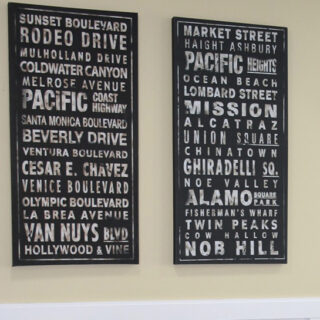 SUNSET BOULEVARD
RODEO DRIVE
MULHOLLAND DRIVE
COLDWATER CANYON
MELROSE AVENUE
PACIFIC COAST HIGHWAY
SANTA MONICA BOULEVARD
BEVERLY DRIVE
VENTURA BOULEVARD
CESAR E. CHAVEZ
VENICE BOULEVARD
OLYMPIC BOULEVARD
LA BREA AVENUE
VAN NUYS BLVD
HOLLYWOOD & VINE
MARKET STREET
HAIGHT ASHBURY
PACIFIC HEIGHTS
OCEAN BEACH
LOMBARD STREET
MISSION
ALCATRAZ
UNION SQUARE
CHINATOWN
GHIRADELLI SQ.
NOE VALLEY
ALAMO SQUARE PARK
FISHERMAN'S WHARF
TWIN PEAKS
COW HALLOW
NOB HILL